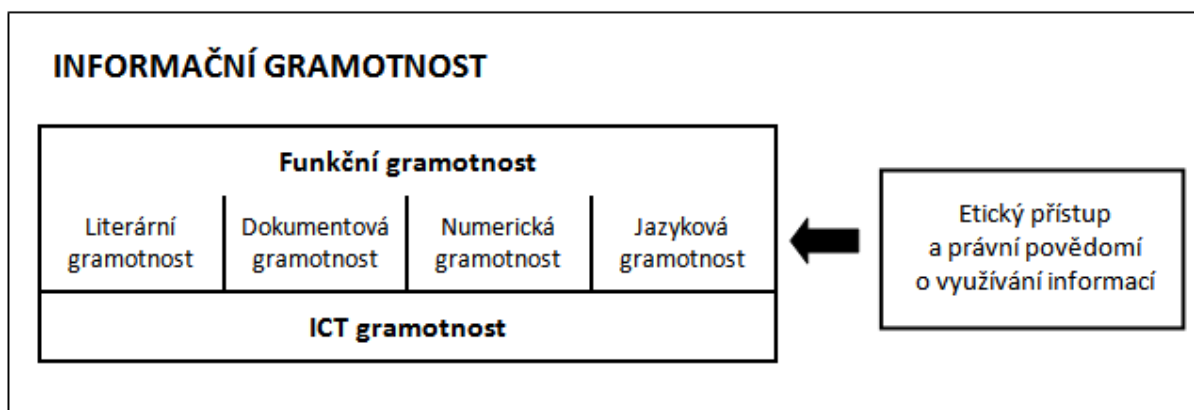 INFORMAČNÍ GRAMOTNOST
Funkční gramotnost
Literární
gramotnost
Dokumentová
gramotnost
Numerická
gramotnost
Jazyková
gramotnost
ICT gramotnost
Etický přístup
a právní povědomí
o využívání informací